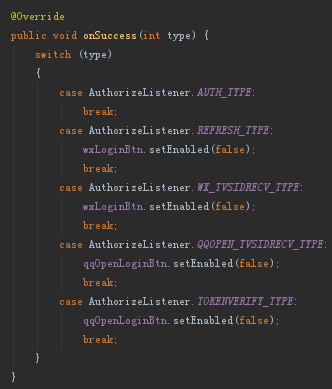 @Override
public void onSuccess(int type) {
    switch (type)
    {
        case AuthorizeListener.AUTH_TYPE:
            break;
        case AuthorizeListener.REFRESH_TYPE:
            wxLoginBtn.setEnabled(false);
            break;
        case AuthorizeListener.WX_TVSIDRECV_TYPE:
            wxLoginBtn.setEnabled(false);
            break;
        case AuthorizeListener.QQOPEN_TVSIDRECV_TYPE:
            qqOpenLoginBtn.setEnabled(false);
            break;
        case AuthorizeListener.TOKENVERIFY_TYPE:
            qqOpenLoginBtn.setEnabled(false);
            break;
    }
}